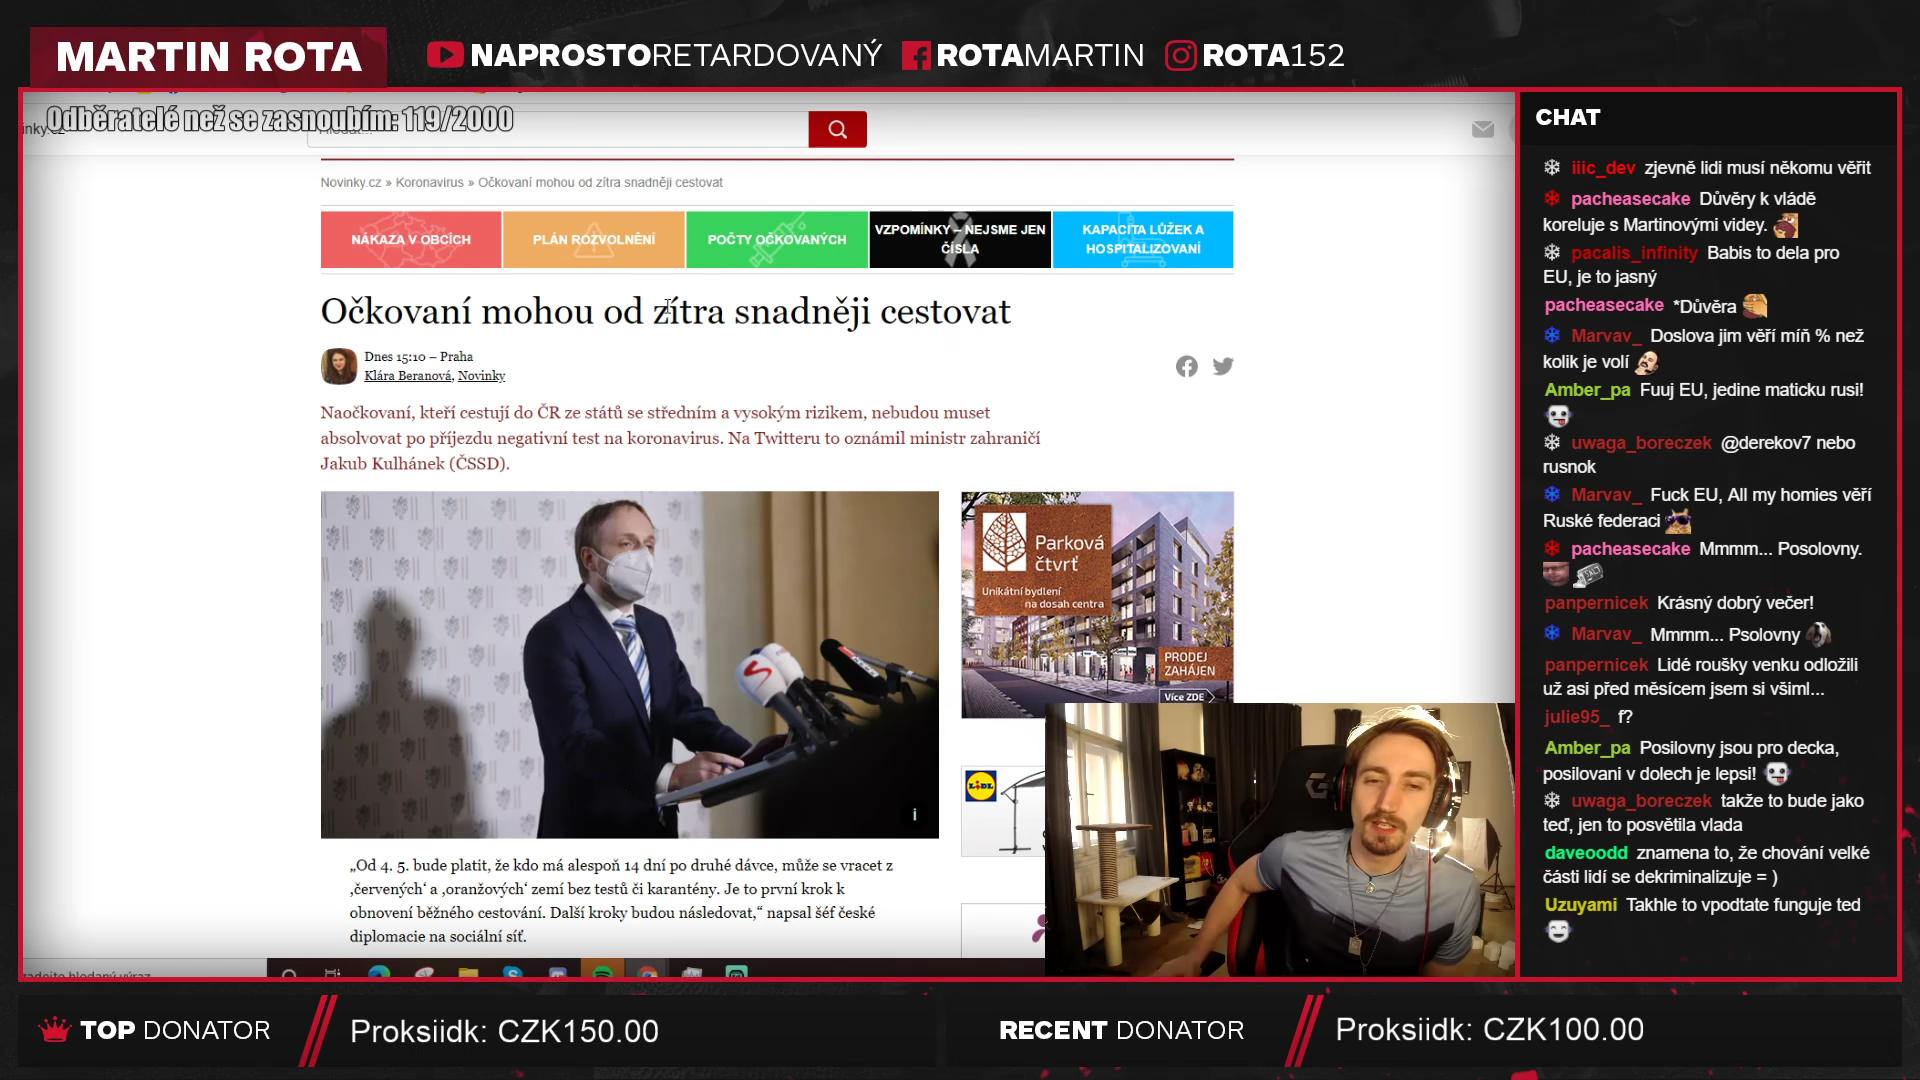 MARTIN ROTA
NAPROSTORETARDOVANÝ
ROTAMARTIN
ROTA152
Odběratelé než se zasnoubím: 119/2000
CHAT
Novinky.cz » Koronavirus » Očkovaní mohou od zítra snadněji cestovat
NÁKAZA V OBCÍCH
PLÁN ROZVOLNĚNÍ
POČTY OČKOVANÝCH
VZPOMÍNKY – NEJSME JEN
ČÍSLA
KAPACITA LŮŽEK A
HOSPITALIZOVANÍ
Očkovaní mohou od zítra snadněji cestovat
Dnes 15:10 – Praha
Klára Beranová, Novinky
Naočkovaní, kteří cestují do ČR ze států se středním a vysokým rizikem, nebudou muset
absolvovat po příjezdu negativní test na koronavirus. Na Twitteru to oznámil ministr zahraničí
Jakub Kulhánek (ČSSD).
Parková
čtvrť
Unikátní bydlení
na dosah centra
PRODEJ
ZAHÁJEN
Více ZDE
LIDL
„Od 4. 5. bude platit, že kdo má alespoň 14 dní po druhé dávce, může se vracet z
‚červených‘ a ‚oranžových‘ zemí bez testů či karantény. Je to první krok k
obnovení běžného cestování. Další kroky budou následovat,“ napsal šéf české
diplomacie na sociální síť.
iiic_dev zjevně lidi musí někomu věřit
pacheasecake Důvěry k vládě
koreluje s Martinovými videy.
pacalis_infinity Babis to dela pro
EU, je to jasný
pacheasecake *Důvěra
Marvav_ Doslova jim věří míň % než
kolik je volí
Amber_pa Fuuj EU, jedine maticku rusi!
uwaga_boreczek @derekov7 nebo
rusnok
Marvav_ Fuck EU, All my homies věří
Ruské federaci
pacheasecake Mmmm... Posolovny.
panpernicek Krásný dobrý večer!
Marvav_ Mmmm... Psolovny
panpernicek Lidé roušky venku odložili
už asi před měsícem jsem si všiml...
julie95_ f?
Amber_pa Posilovny jsou pro decka,
posilovani v dolech je lepsi!
uwaga_boreczek takže to bude jako
teď, jen to posvětila vlada
daveoodd znamena to, že chování velké
části lidí se dekriminalizuje = )
Uzuyami Takhle to vpodtate funguje ted
TOP DONATOR
Proksiidk: CZK150.00
RECENT DONATOR
Proksiidk: CZK100.00